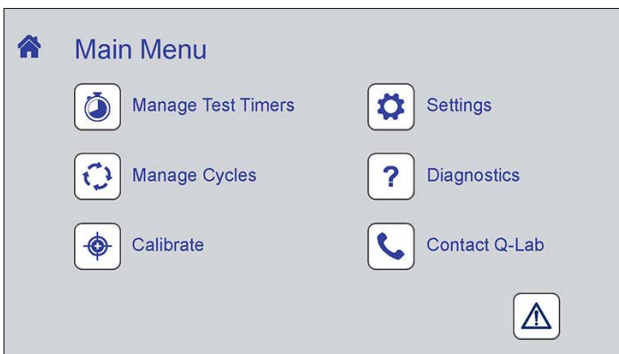 Main Menu
Manage Test Timers
Settings
Manage Cycles
?
Diagnostics
Calibrate
Contact Q-Lab